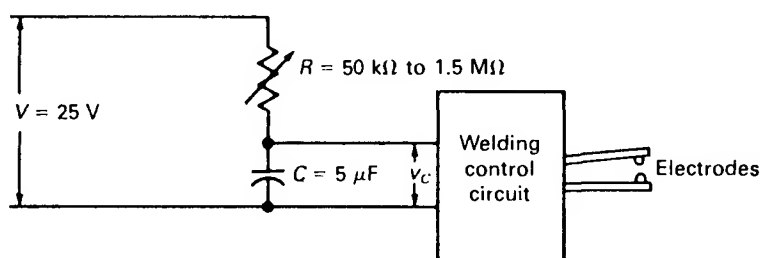 R = 50 kΩ to 1.5 MΩ
V = 25 V
C = 5 μF
v_C
Welding
control
circuit
Electrodes